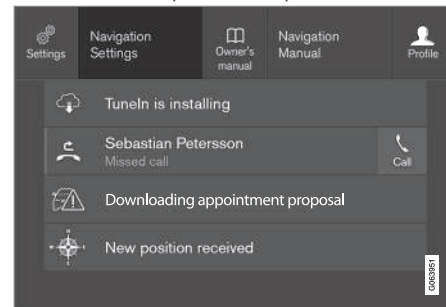 Settings
Navigation
Settings
Owner's
manual
Navigation
Manual
Profile
TuneIn is installing
Sebastian Petersson
Missed call
Call
Downloading appointment proposal
New position received
G063951